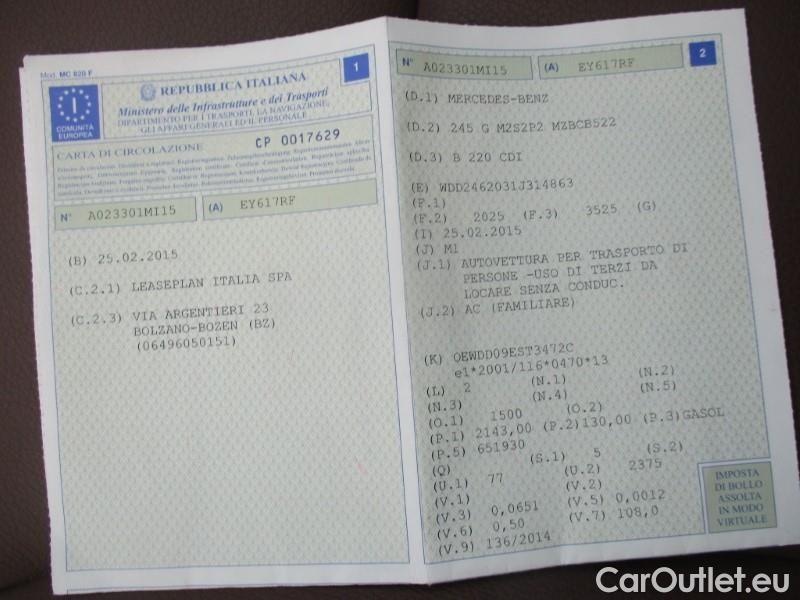 Mod. MC 820 F
1
I
COMUNITÀ
EUROPEA
REPUBBLICA ITALIANA
Ministero delle Infrastrutture e dei Trasporti
DIPARTIMENTO PER I TRASPORTI, LA NAVIGAZIONE,
GLI AFFARI GENERALI ED IL PERSONALE
CARTA DI CIRCOLAZIONE CP 0017629
N° A023301MI15 (A) EY617RF
(B) 25.02.2015
(C.2.1) LEASEPLAN ITALIA SPA
(C.2.3) VIA ARGENTIERI 23
BOLZANO-BOZEN (BZ)
(06496050151)
N° A023301MI15 (A) EY617RF 2
(D.1) MERCEDES-BENZ
(D.2) 245 G M2S2P2 MZBCB522
(D.3) B 220 CDI
(E) WDD2462031J314863
(F.1)
(F.2) 2025 (F.3) 3525 (G)
(I) 25.02.2015
(J) M1
(J.1) AUTOVETTURA PER TRASPORTO DI
PERSONE -USO DI TERZI DA
LOCARE SENZA CONDUC.
(J.2) AC (FAMILIARE)
(K) OEWDD09EST3472C
e1*2001/116*0470*13
(L) 2 (N.1) (N.2)
(N.3) (N.4) (N.5)
(O.1) 1500 (O.2)
(P.1) 2143,00 (P.2)130,00 (P.3)GASOL
(P.5) 651930
(Q) (S.1) 5 (S.2)
(U.1) 77 (U.2) 2375
(V.1) (V.2)
(V.3) 0,0651 (V.5) 0,0012
(V.6) 0,50 (V.7) 108,0
(V.9) 136/2014
IMPOSTA
DI BOLLO
ASSOLTA
IN MODO
VIRTUALE
CarOutlet.eu